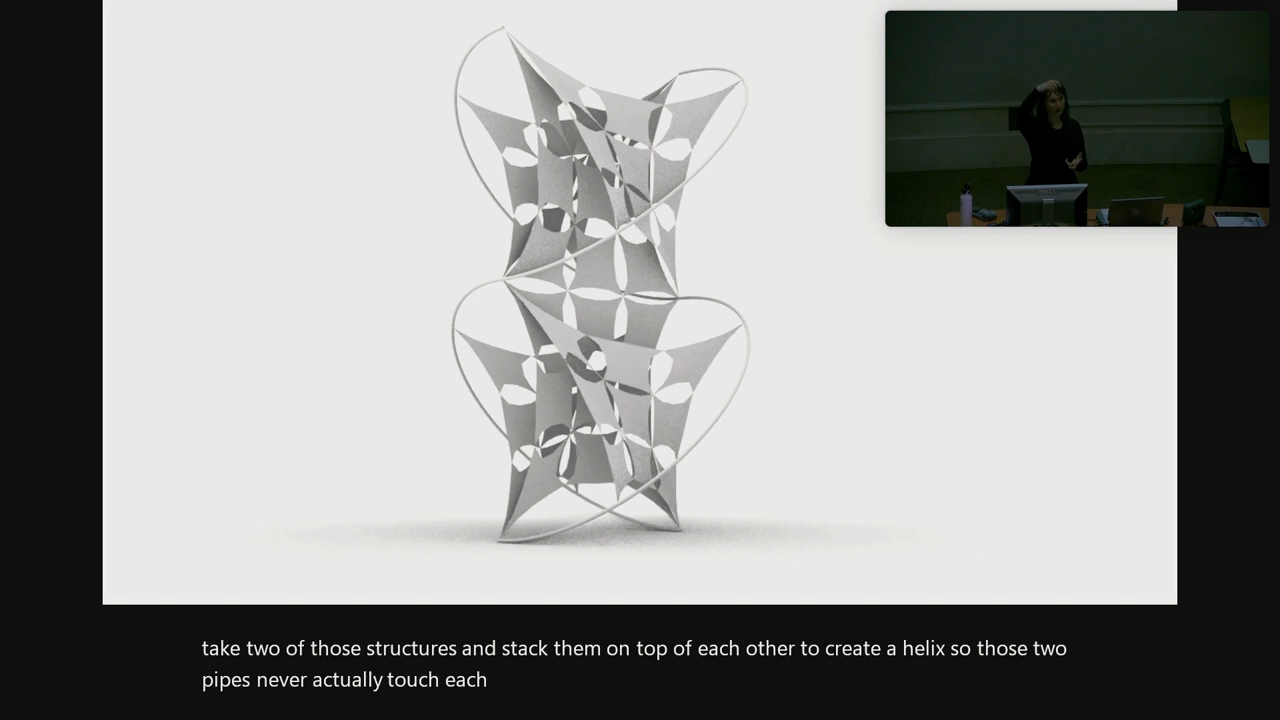 take two of those structures and stack them on top of each other to create a helix so those two
pipes never actually touch each